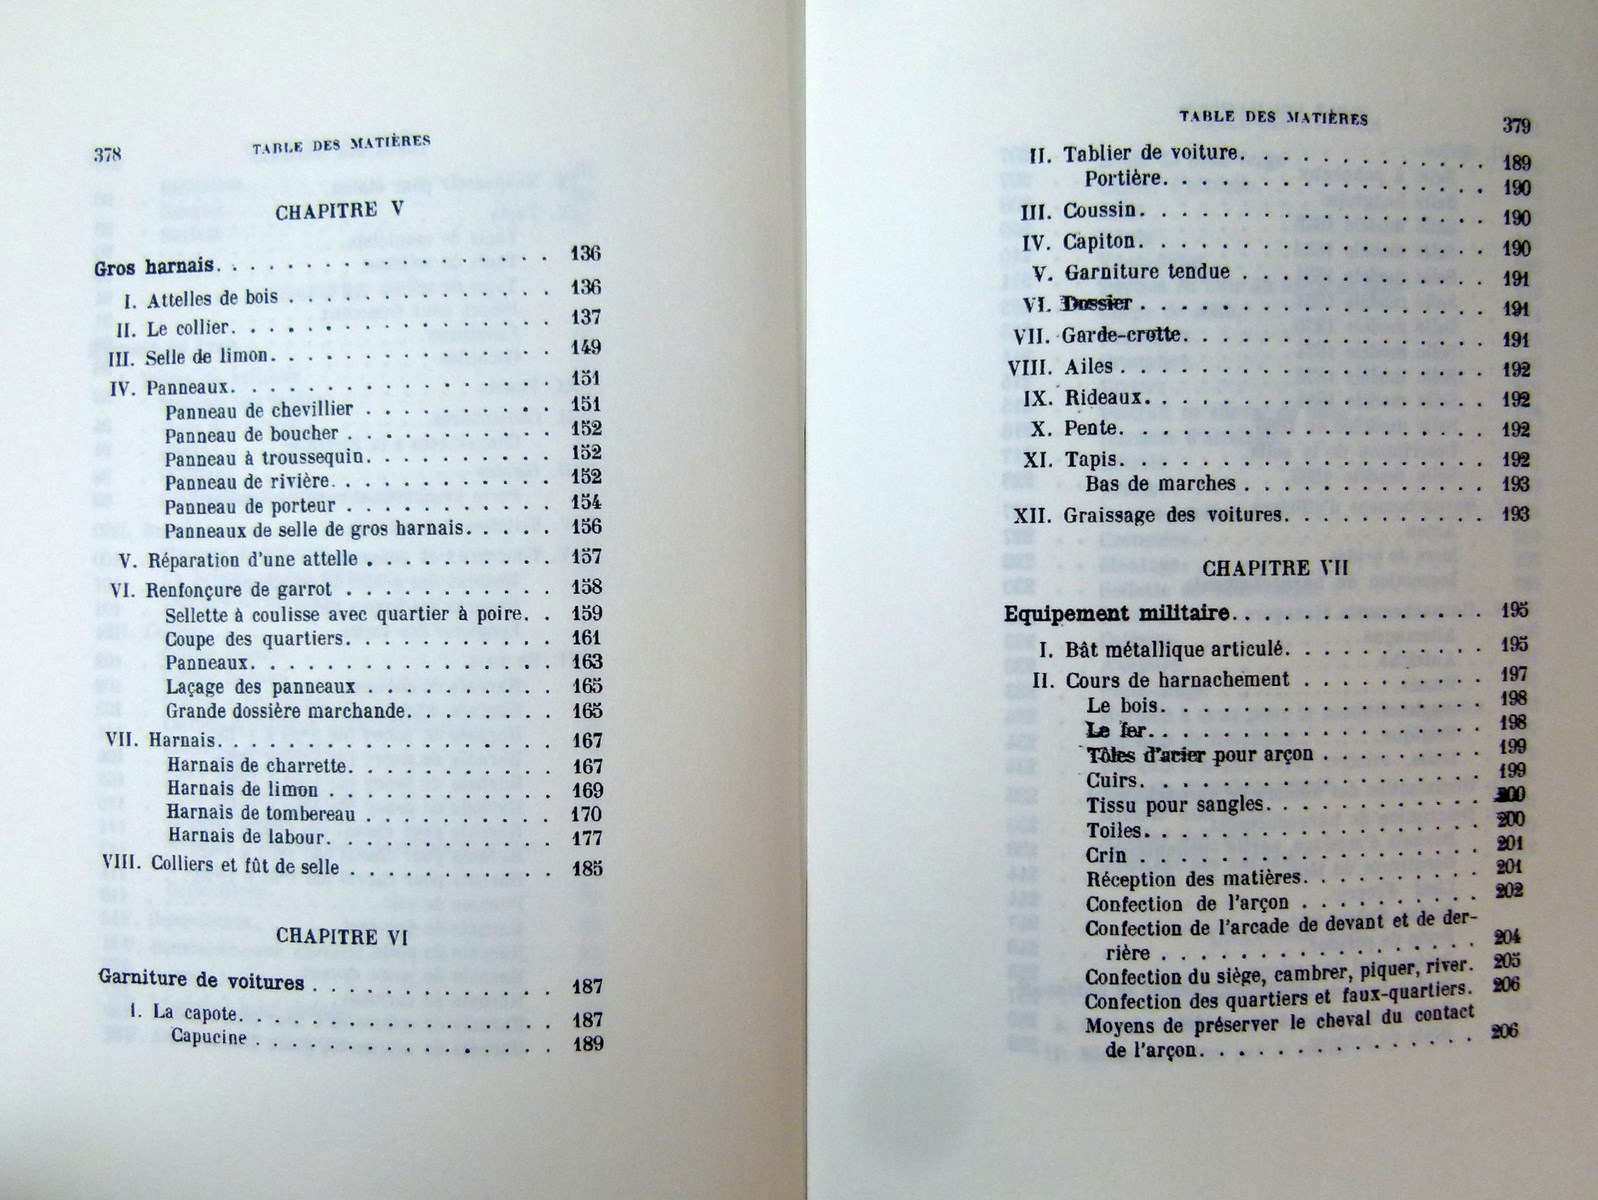 378 TABLE DES MATIÈRES
CHAPITRE V
Gros harnais. . . . . . . . . . . . . . . . 136
I. Attelles de bois . . . . . . . . . . . . . 136
II. Le collier. . . . . . . . . . . . . . . . 137
III. Selle de limon. . . . . . . . . . . . . . 149
IV. Panneaux. . . . . . . . . . . . . . . . 151
Panneau de chevillier . . . . . . . . . . 151
Panneau de boucher . . . . . . . . . . . 152
Panneau à troussequin. . . . . . . . . . 152
Panneau de rivière. . . . . . . . . . . . 152
Panneau de porteur . . . . . . . . . . . 154
Panneaux de selle de gros harnais. . . . . 156
V. Réparation d'une attelle . . . . . . . . . . 157
VI. Renfonçure de garrot . . . . . . . . . . . 158
Sellette à coulisse avec quartier à poire. . 159
Coupe des quartiers. . . . . . . . . . . 161
Panneaux. . . . . . . . . . . . . . . . 163
Laçage des panneaux . . . . . . . . . . 165
Grande dossière marchande. . . . . . . . 165
VII. Harnais. . . . . . . . . . . . . . . . . 167
Harnais de charrette. . . . . . . . . . . 167
Harnais de limon . . . . . . . . . . . . 169
Harnais de tombereau . . . . . . . . . . 170
Harnais de labour. . . . . . . . . . . . 177
VIII. Colliers et fût de selle . . . . . . . . . . . 185
CHAPITRE VI
Garniture de voitures . . . . . . . . . . . . . 187
I. La capote. . . . . . . . . . . . . . . . 187
Capucine . . . . . . . . . . . . . . . . 189
TABLE DES MATIÈRES 379
II. Tablier de voiture. . . . . . . . . . . . . 189
Portière. . . . . . . . . . . . . . . . . 190
III. Coussin. . . . . . . . . . . . . . . . . 190
IV. Capiton. . . . . . . . . . . . . . . . . 190
V. Garniture tendue . . . . . . . . . . . . . 191
VI. Dossier . . . . . . . . . . . . . . . . . 191
VII. Garde-crotte. . . . . . . . . . . . . . . 191
VIII. Ailes . . . . . . . . . . . . . . . . . . 192
IX. Rideaux. . . . . . . . . . . . . . . . . 192
X. Pente. . . . . . . . . . . . . . . . . . 192
XI. Tapis. . . . . . . . . . . . . . . . . . 192
Bas de marches . . . . . . . . . . . . . 193
XII. Graissage des voitures. . . . . . . . . . . 193
CHAPITRE VII
Equipement militaire. . . . . . . . . . . . . . 195
I. Bât métallique articulé. . . . . . . . . . . 195
II. Cours de harnachement . . . . . . . . . . 197
Le bois. . . . . . . . . . . . . . . . . 198
Le fer. . . . . . . . . . . . . . . . . . 198
Tôles d'acier pour arçon . . . . . . . . . 199
Cuirs. . . . . . . . . . . . . . . . . . 199
Tissu pour sangles. . . . . . . . . . . . 200
Toiles. . . . . . . . . . . . . . . . . . 200
Crin . . . . . . . . . . . . . . . . . . 201
Réception des matières. . . . . . . . . . 201
Confection de l'arçon . . . . . . . . . . 202
Confection de l'arcade de devant et de der-
rière . . . . . . . . . . . . . . . . . 204
Confection du siège, cambrer, piquer, river. 205
Confection des quartiers et faux-quartiers. 206
Moyens de préserver le cheval du contact
de l'arçon. . . . . . . . . . . . . . . 206